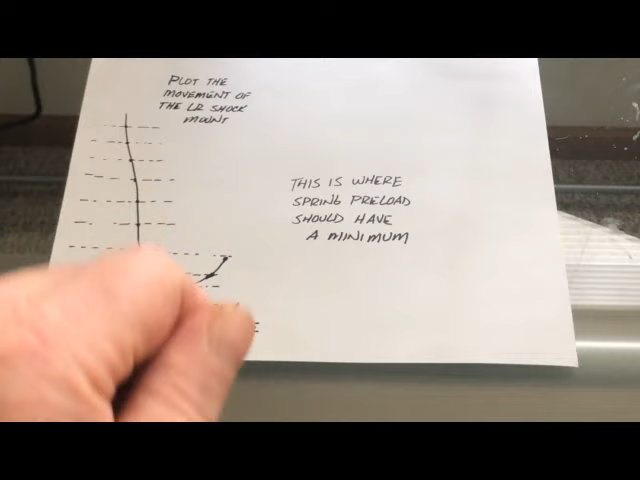 PLOT THE
MOVEMENT OF
THE LR SHOCK
MOUNT
THIS IS WHERE
SPRING PRELOAD
SHOULD HAVE
A MINIMUM